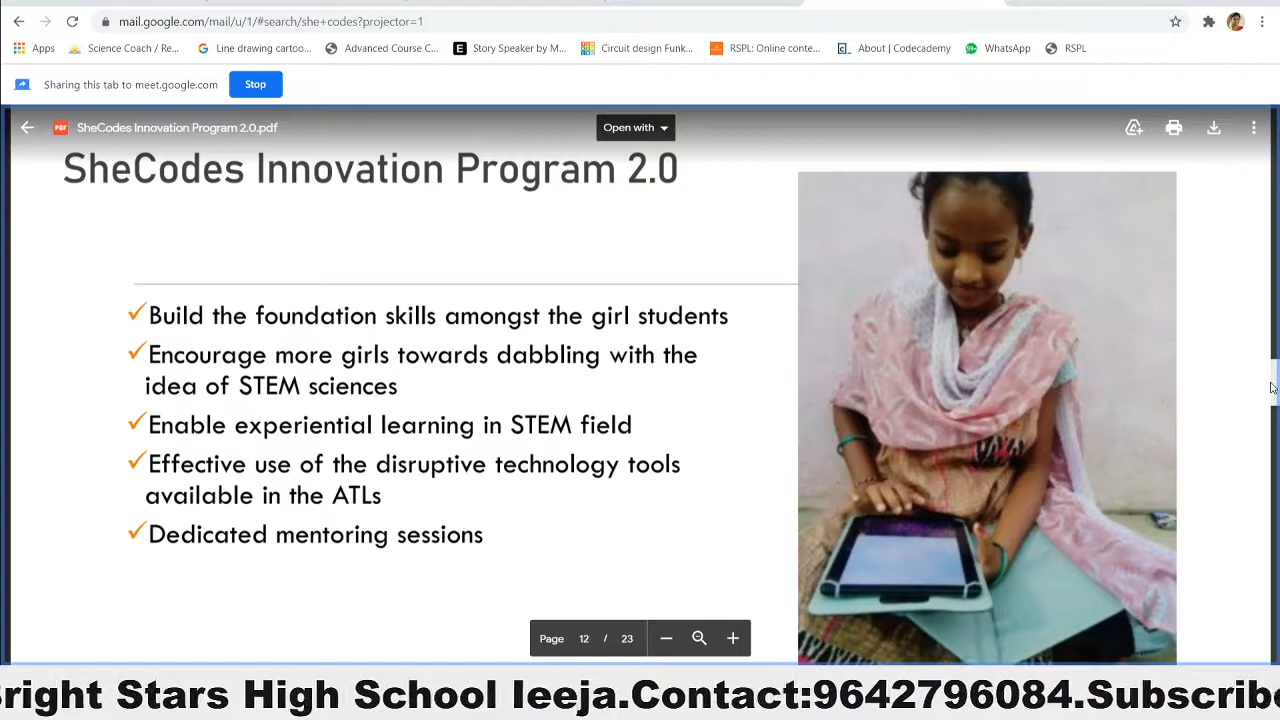 mail.google.com/mail/u/1/#search/she+codes?projector=1
Apps
Science Coach / Re...
Line drawing cartoo...
Advanced Course C...
Story Speaker by M...
Circuit design Funk...
RSPL: Online conte...
About | Codecademy
99+
WhatsApp
RSPL
Sharing this tab to meet.google.com
Stop
PDF
SheCodes Innovation Program 2.0.pdf
Open with
SheCodes Innovation Program 2.0
Build the foundation skills amongst the girl students
Encourage more girls towards dabbling with the
idea of STEM sciences
Enable experiential learning in STEM field
Effective use of the disruptive technology tools
available in the ATLs
Dedicated mentoring sessions
Page 12 / 23
Bright Stars High School Ieeja.Contact:9642796084.Subscribe